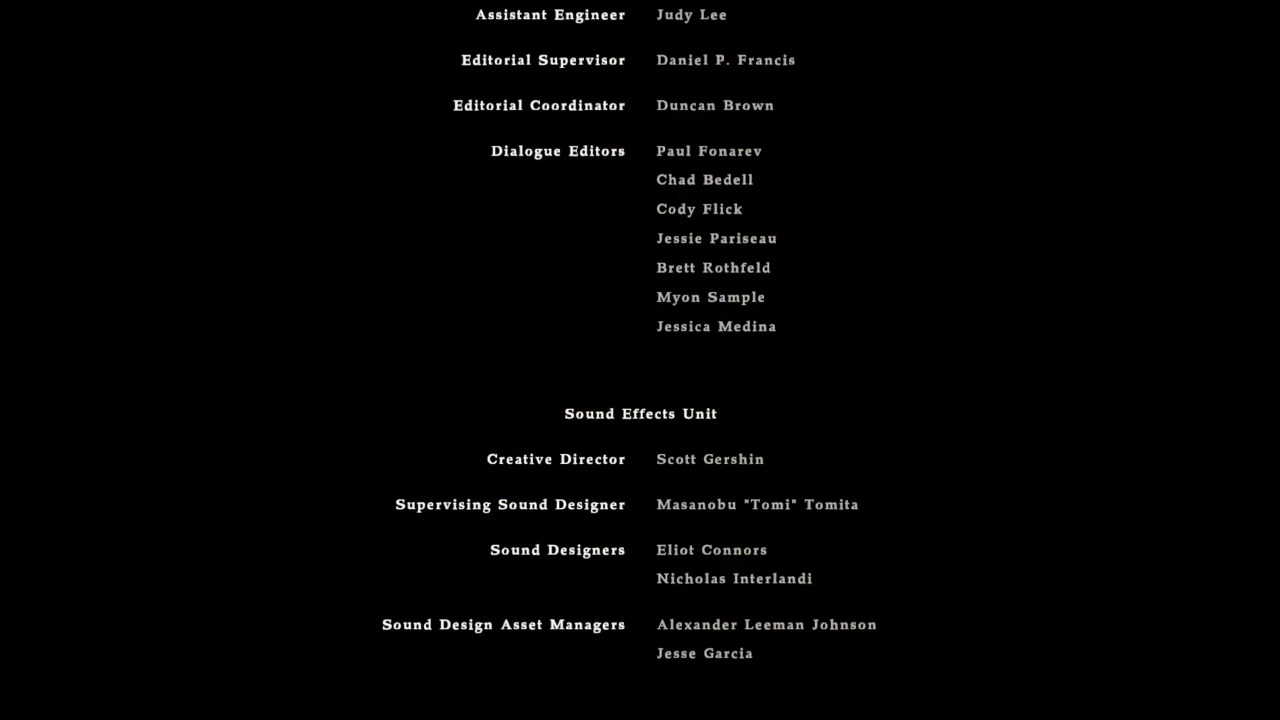 Assistant Engineer Judy Lee
Editorial Supervisor Daniel P. Francis
Editorial Coordinator Duncan Brown
Dialogue Editors Paul Fonarev
Chad Bedell
Cody Flick
Jessie Pariseau
Brett Rothfeld
Myon Sample
Jessica Medina
Sound Effects Unit
Creative Director Scott Gershin
Supervising Sound Designer Masanobu "Tomi" Tomita
Sound Designers Eliot Connors
Nicholas Interlandi
Sound Design Asset Managers Alexander Leeman Johnson
Jesse Garcia